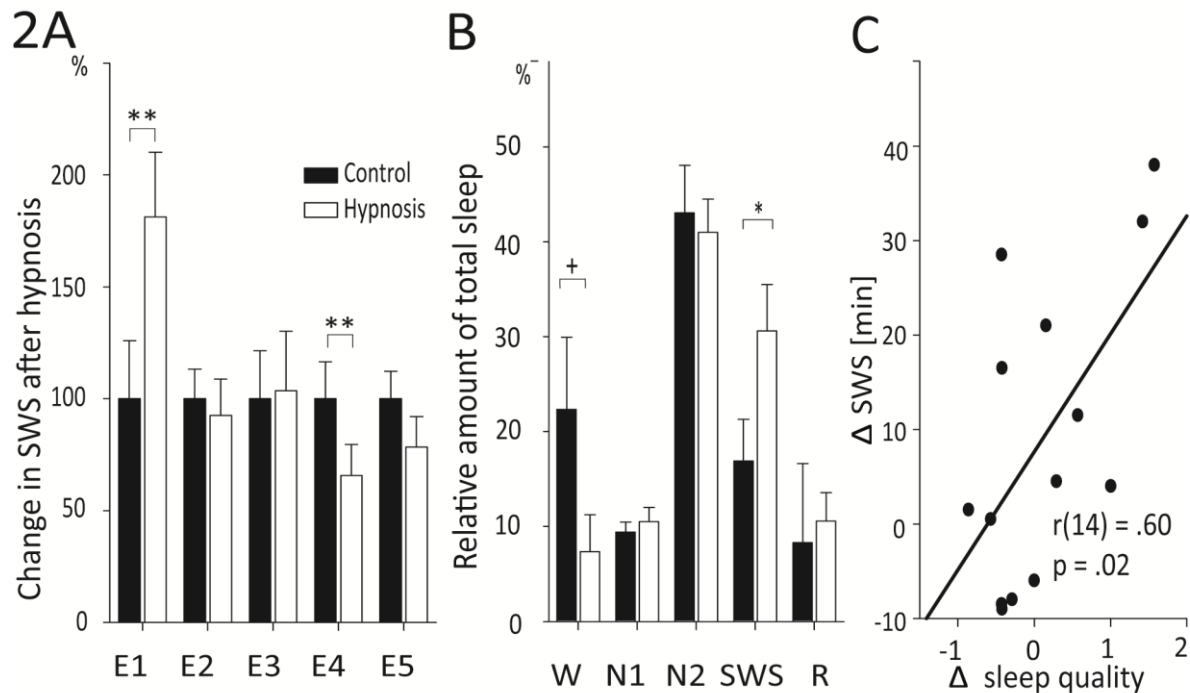 2A
%
Change in SWS after hypnosis
200
150
100
50
0
**
**
Control
Hypnosis
E1 E2 E3 E4 E5
B
%
Relative amount of total sleep
50
40
30
20
10
0
+
*
W N1 N2 SWS R
C
Δ SWS [min]
40
30
20
10
0
-10
r(14) = .60
p = .02
-1 0 1 2
Δ sleep quality